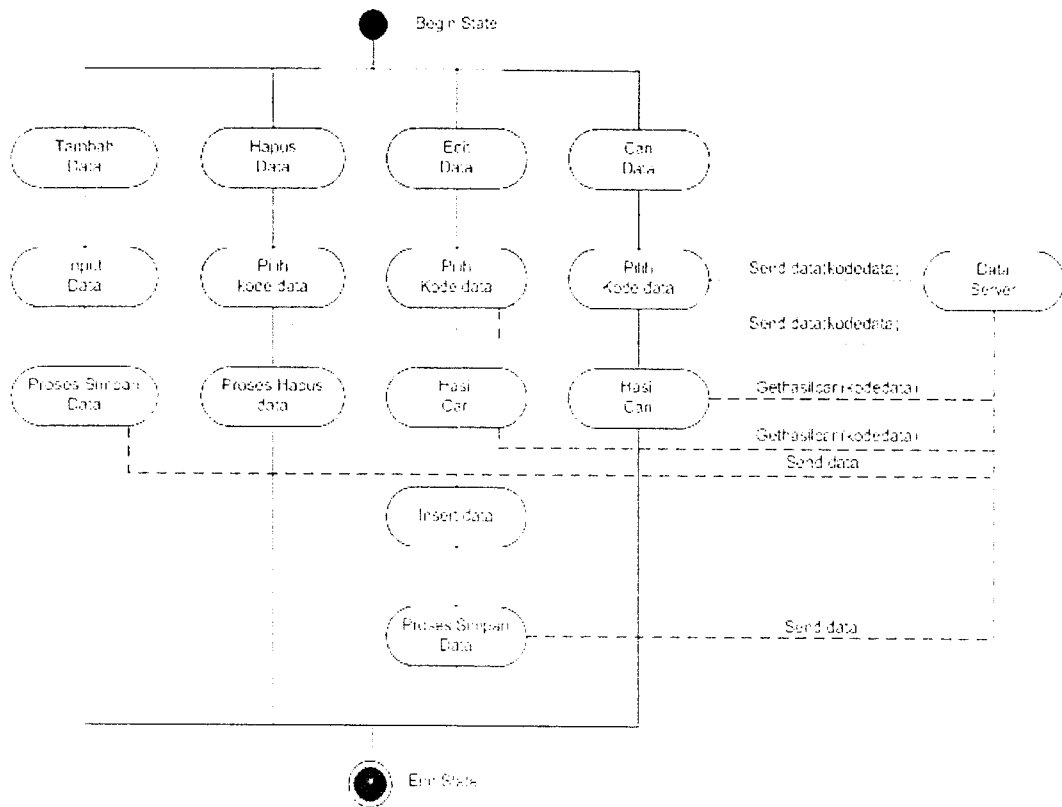 Begin State
Tambah
Data
Hapus
Data
Edit
Data
Cari
Data
Input
Data
Pilih
kode data
Pilih
Kode data
Pilih
Kode data
Send data(kodedata)
Data
Server
Send data(kodedata)
Proses Simpan
Data
Proses Hapus
data
Hasil
Cari
Hasil
Cari
Gethasilcari(kodedata)
Gethasilcari(kodedata)
Send data
Insert data
Proses Simpan
Data
Send data
End State